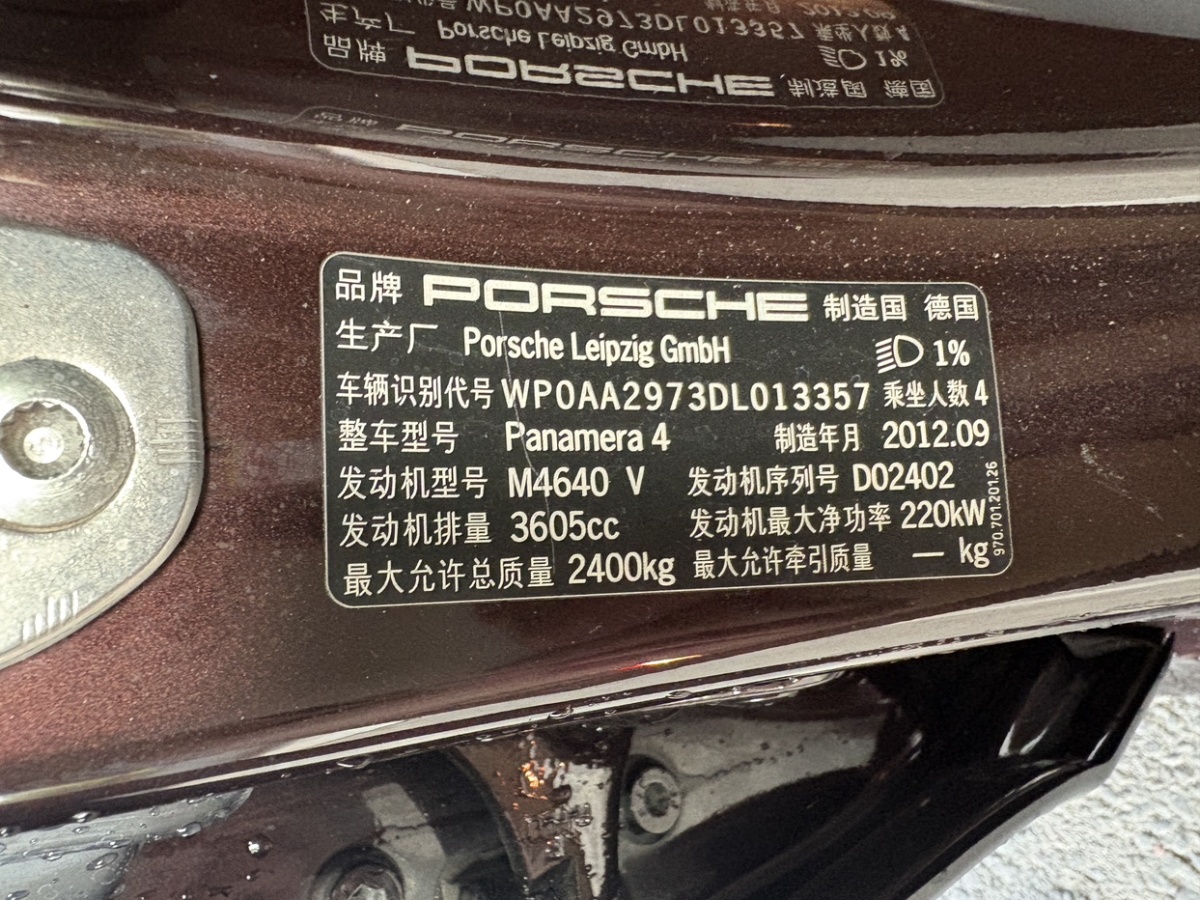 品牌 PORSCHE 制造国 德国
生产厂 Porsche Leipzig GmbH 1%
车辆识别代号 WP0AA2973DL013357 乘坐人数 4
整车型号 Panamera 4 制造年月 2012.09
发动机型号 M4640 V 发动机序列号 D02402
发动机排量 3605cc 发动机最大净功率 220kW
最大允许总质量 2400kg 最大允许牵引质量 — kg
970.701.201.26